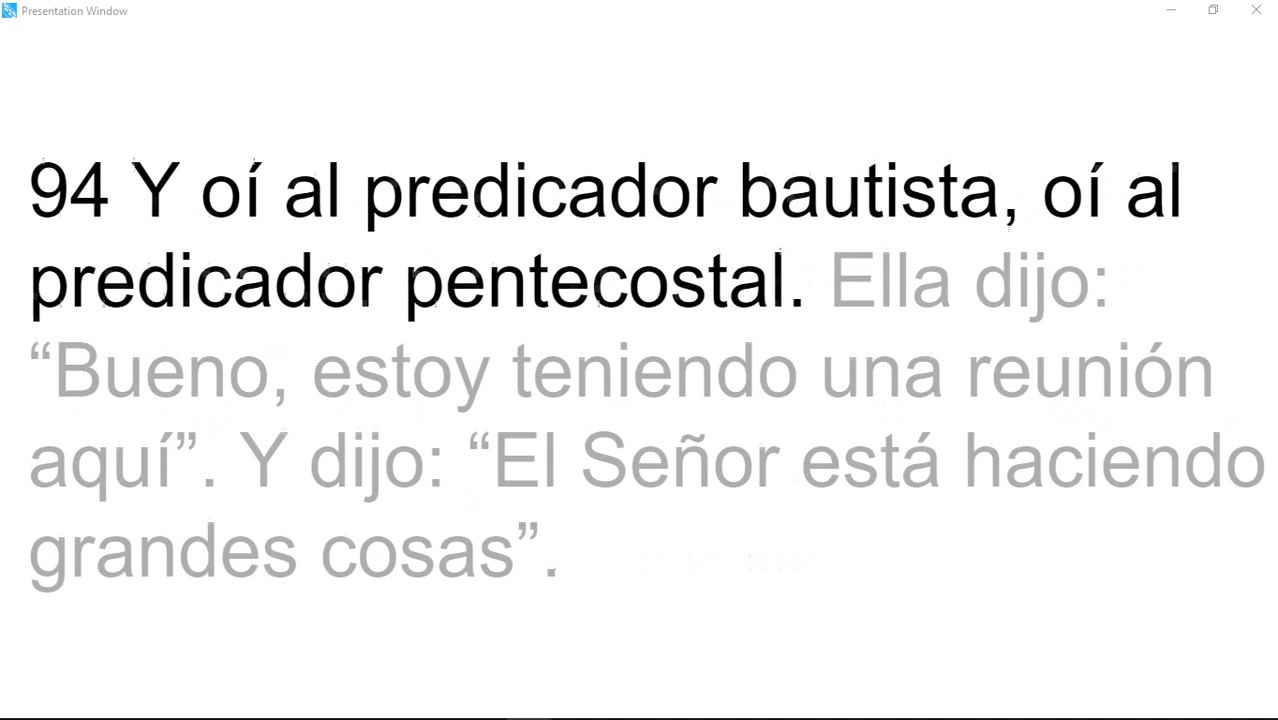 Presentation Window
94 Y oí al predicador bautista, oí al
predicador pentecostal. Ella dijo:
“Bueno, estoy teniendo una reunión
aquí”. Y dijo: “El Señor está haciendo
grandes cosas”.